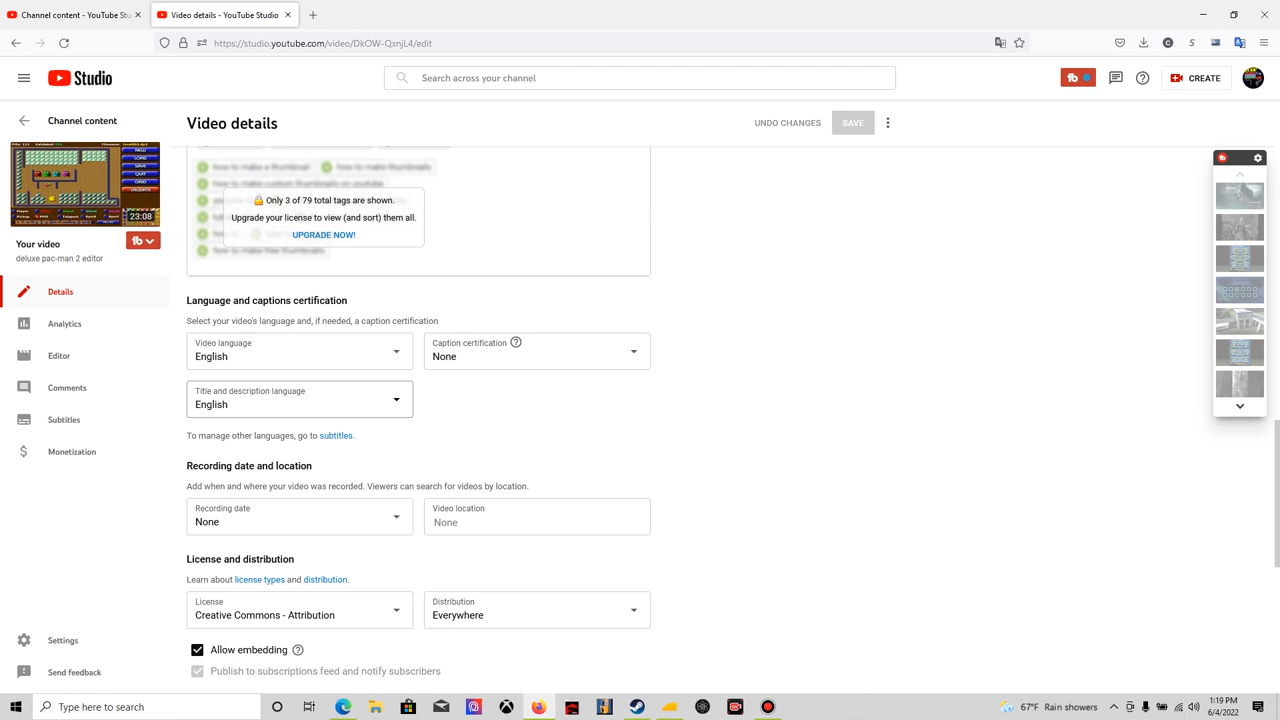 Channel content - YouTube Stu
Video details - YouTube Studio
https://studio.youtube.com/video/DkOW-QxnjL4/edit
Studio
Search across your channel
CREATE
Channel content
Video details
UNDO CHANGES
SAVE
23:08
Your video
deluxe pac-man 2 editor
Details
Analytics
Editor
Comments
Subtitles
Monetization
Settings
Send feedback
how to make a thumbnail
how to make thumbnails
how to make custom thumbnails on youtube
Only 3 of 79 total tags are shown.
Upgrade your license to view (and sort) them all.
UPGRADE NOW!
how to make free thumbnails
Language and captions certification
Select your video's language and, if needed, a caption certification
Video language
English
Caption certification
None
Title and description language
English
To manage other languages, go to subtitles.
Recording date and location
Add when and where your video was recorded. Viewers can search for videos by location.
Recording date
None
Video location
None
License and distribution
Learn about license types and distribution.
License
Creative Commons - Attribution
Distribution
Everywhere
Allow embedding
Publish to subscriptions feed and notify subscribers
Type here to search
67°F Rain showers
1:19 PM
6/4/2022